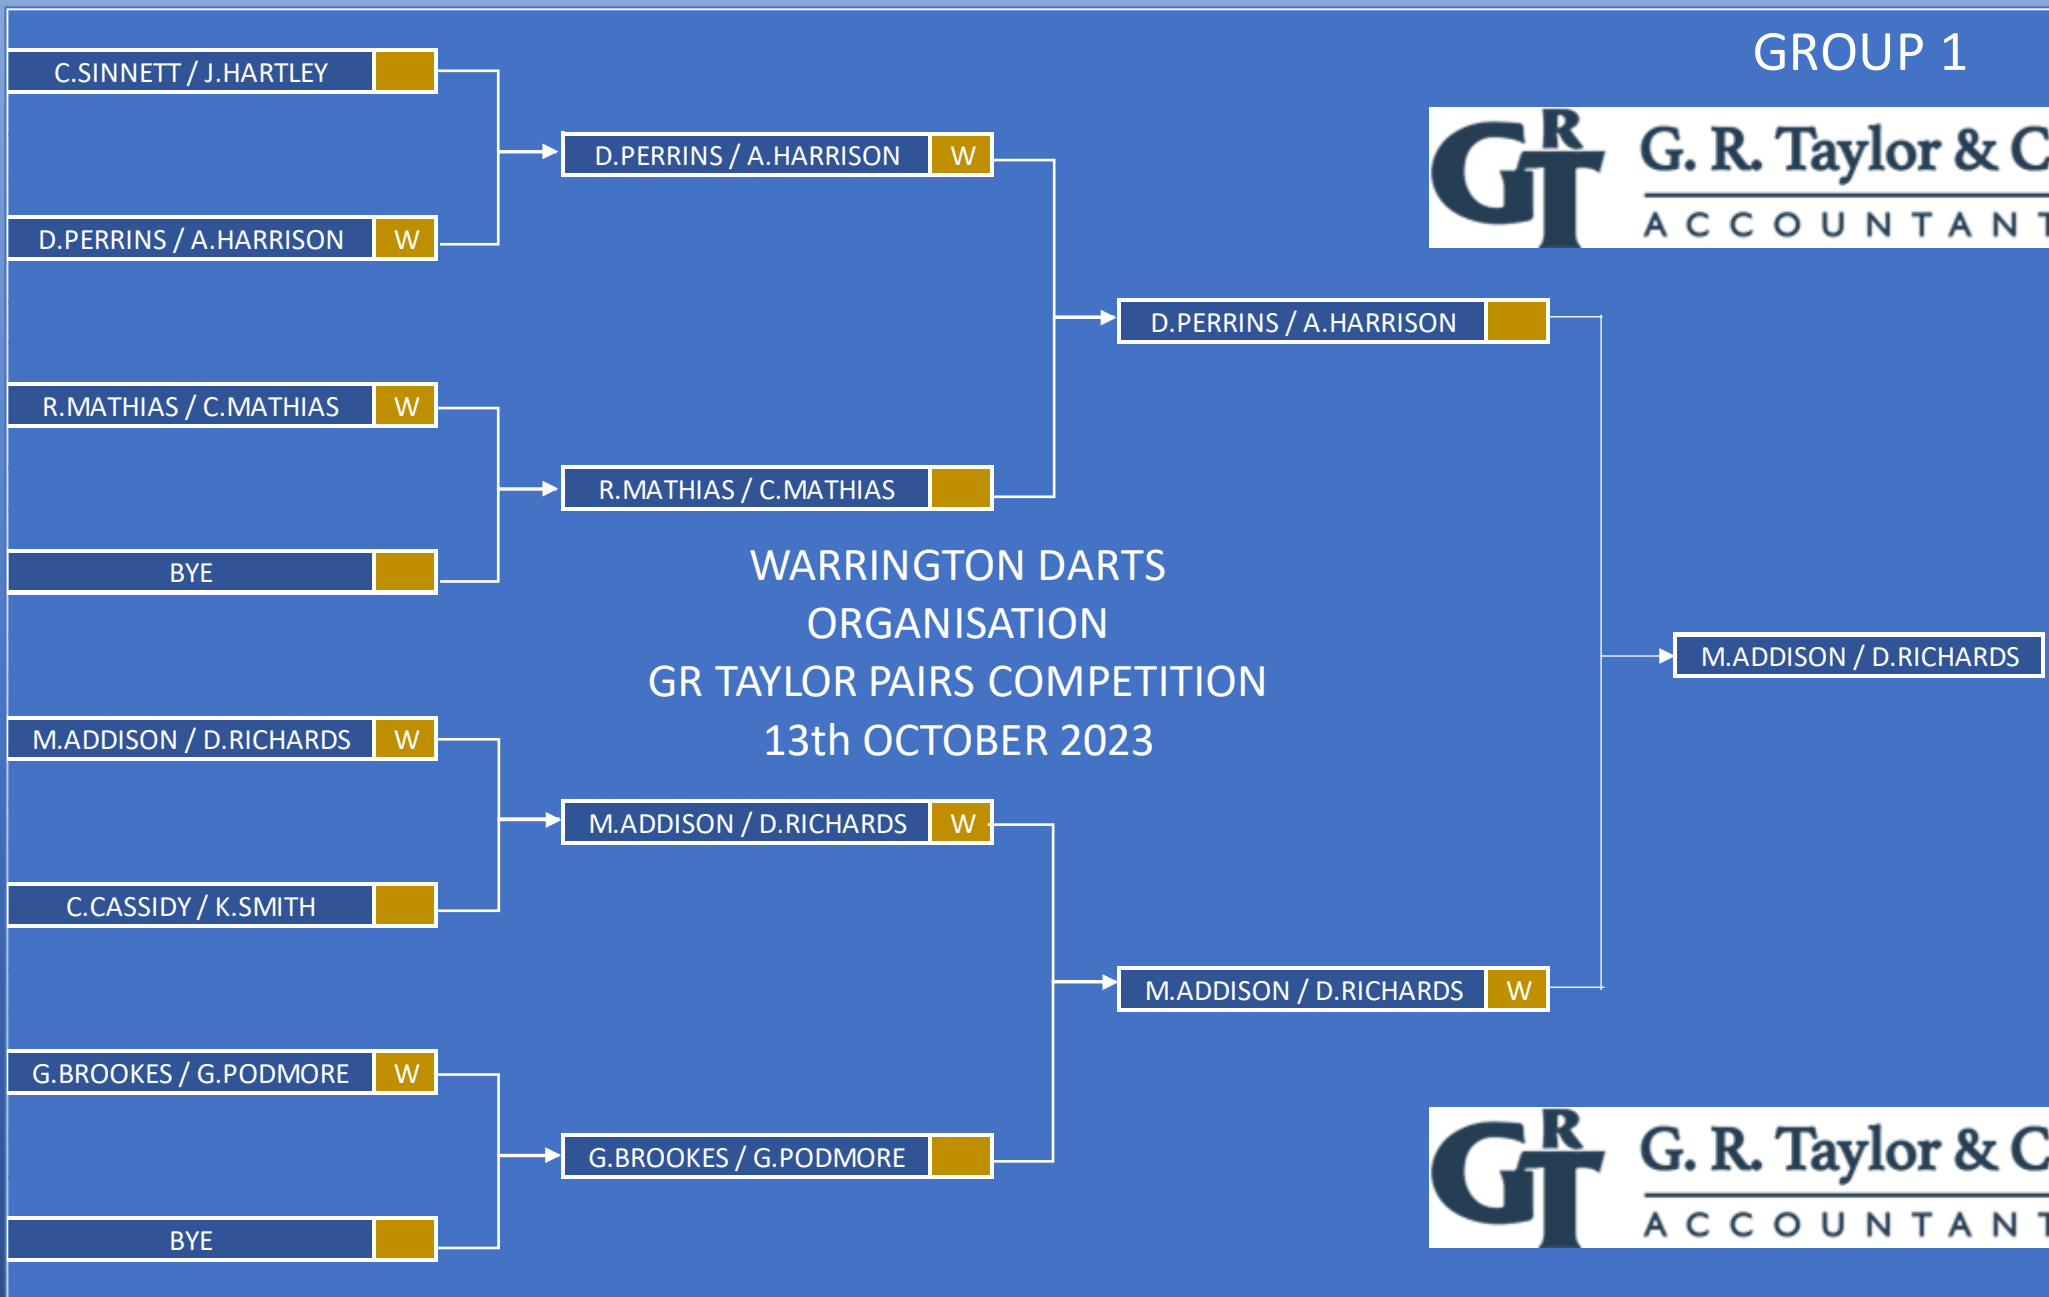 GROUP 1
C.SINNETT / J.HARTLEY
GRT G. R. Taylor & C
ACCOUNTANT
D.PERRINS / A.HARRISON W
D.PERRINS / A.HARRISON W
D.PERRINS / A.HARRISON
R.MATHIAS / C.MATHIAS W
R.MATHIAS / C.MATHIAS
BYE
WARRINGTON DARTS
ORGANISATION
GR TAYLOR PAIRS COMPETITION
13th OCTOBER 2023
M.ADDISON / D.RICHARDS
M.ADDISON / D.RICHARDS W
M.ADDISON / D.RICHARDS W
C.CASSIDY / K.SMITH
M.ADDISON / D.RICHARDS W
G.BROOKES / G.PODMORE W
G.BROOKES / G.PODMORE
BYE
GRT G. R. Taylor & C
ACCOUNTANT